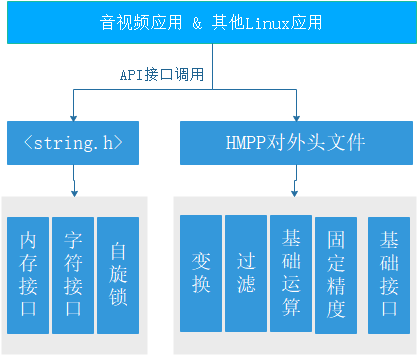 音视频应用 & 其他Linux应用
API接口调用
<string.h>
HMPP对外头文件
内存接口
字符接口
自旋锁
变换
过滤
基础运算
固定精度
基础接口